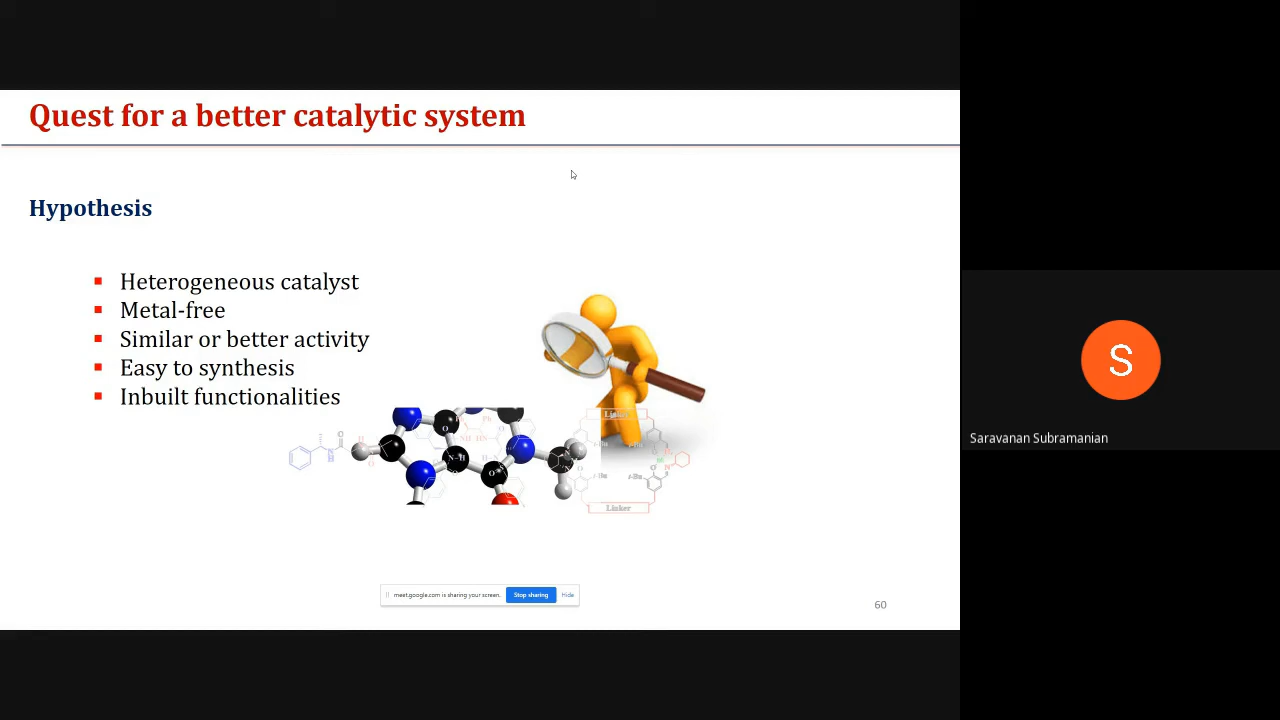 Quest for a better catalytic system
Hypothesis
Heterogeneous catalyst
Metal-free
Similar or better activity
Easy to synthesis
Inbuilt functionalities
Linker
Linker
meet.google.com is sharing your screen.
Stop sharing
Hide
60
S
Saravanan Subramanian